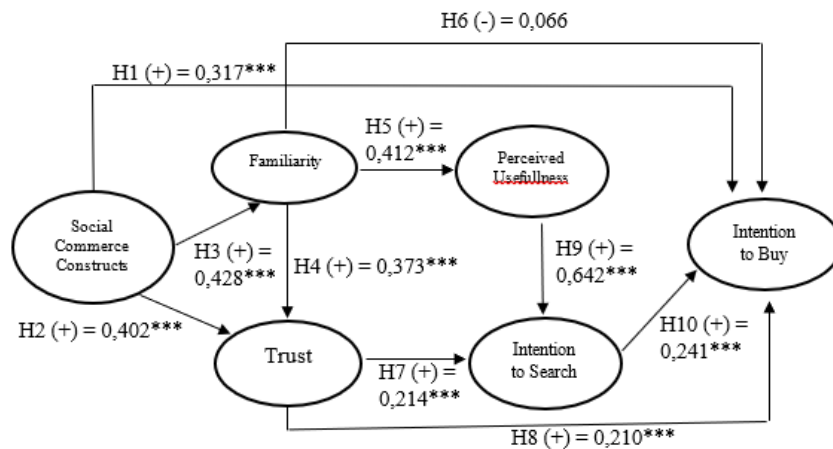 H6 (-) = 0,066
H1 (+) = 0,317***
H5 (+) =
0,412***
Familiarity
Perceived
Usefullness
Social
Commerce
Constructs
Intention
to Buy
H3 (+) =
0,428***
H4 (+) = 0,373***
H9 (+) =
0,642***
H2 (+) = 0,402***
Trust
Intention
to Search
H10 (+) =
0,241***
H7 (+) =
0,214***
H8 (+) = 0,210***